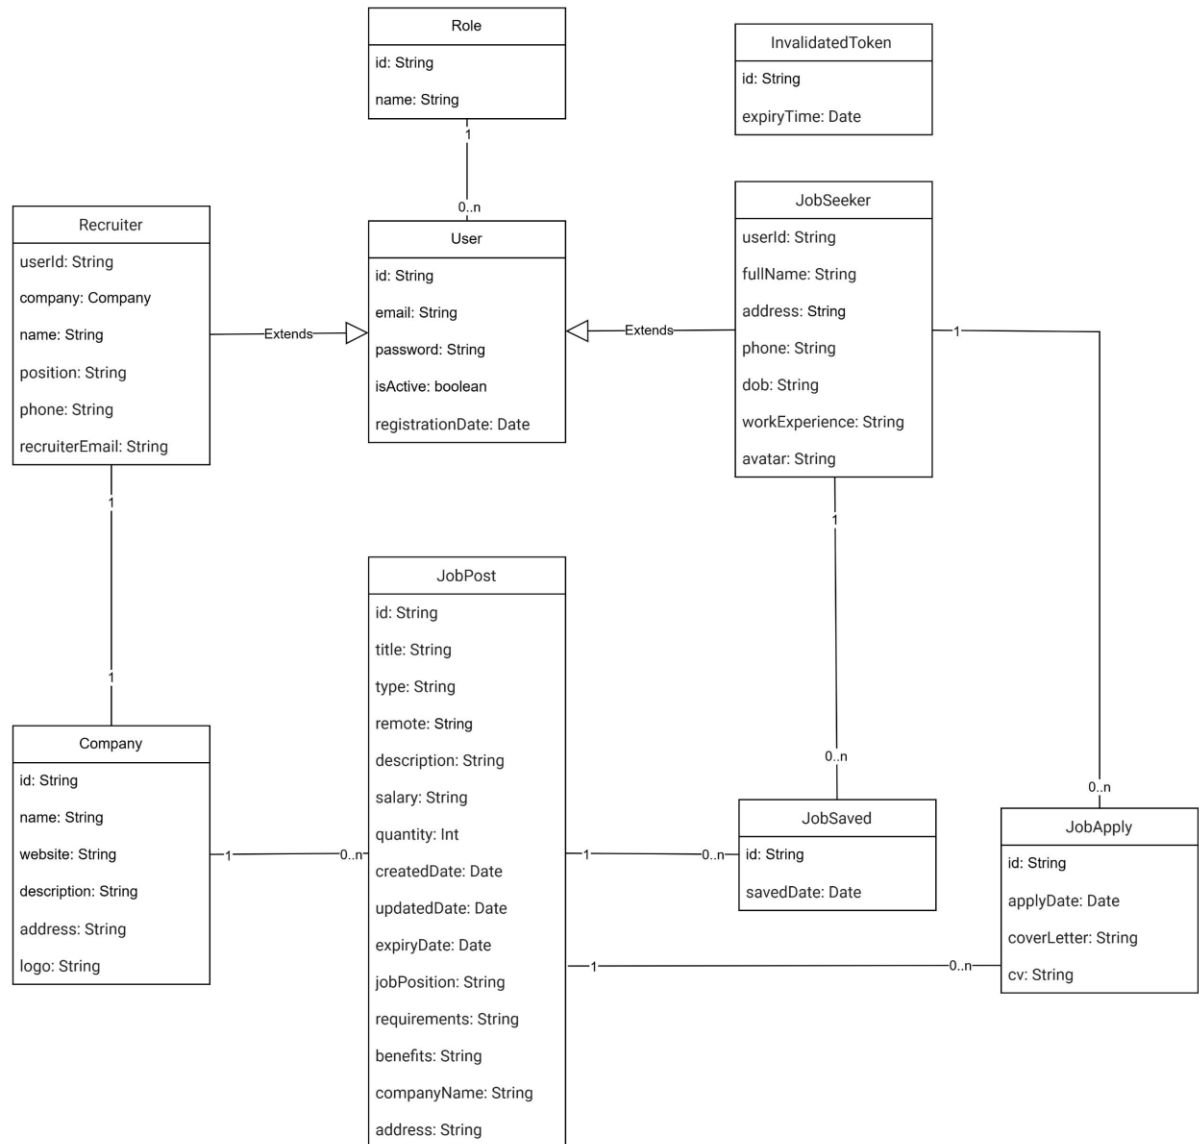 Role
id: String
name: String
1
0..n
InvalidatedToken
id: String
expiryTime: Date
Recruiter
userId: String
company: Company
name: String
position: String
phone: String
recruiterEmail: String
Extends
User
id: String
email: String
password: String
isActive: boolean
registrationDate: Date
Extends
JobSeeker
userId: String
fullName: String
address: String
phone: String
dob: String
workExperience: String
avatar: String
1
1
1
1
0..n
0..n
Company
id: String
name: String
website: String
description: String
address: String
logo: String
1
0..n
JobPost
id: String
title: String
type: String
remote: String
description: String
salary: String
quantity: Int
createdDate: Date
updatedDate: Date
expiryDate: Date
jobPosition: String
requirements: String
benefits: String
companyName: String
address: String
1
0..n
JobSaved
id: String
savedDate: Date
1
0..n
JobApply
id: String
applyDate: Date
coverLetter: String
cv: String